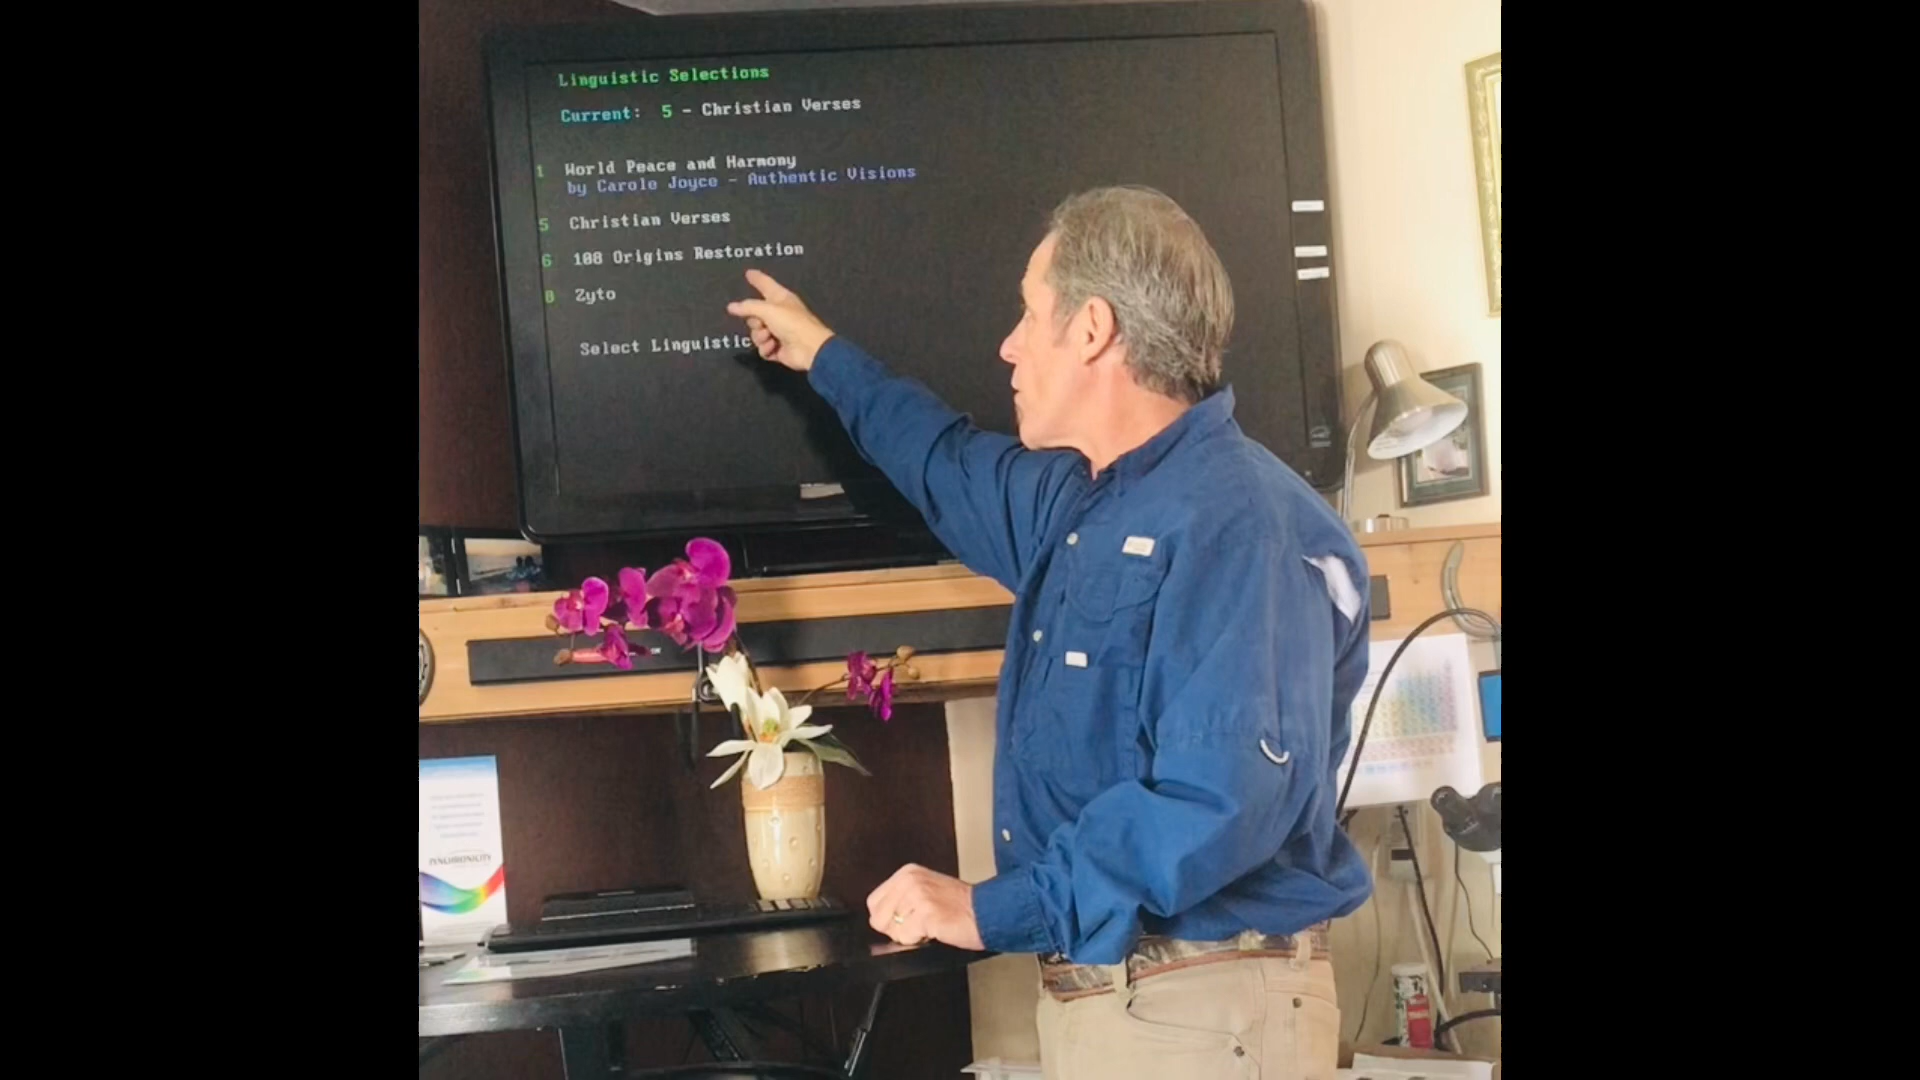 Linguistic Selections
Current: 5 - Christian Verses
1 World Peace and Harmony
by Carole Joyce - Authentic Visions
5 Christian Verses
6 108 Origins Restoration
8 Zyto
Select Linguistic
SYNCHRONICITY